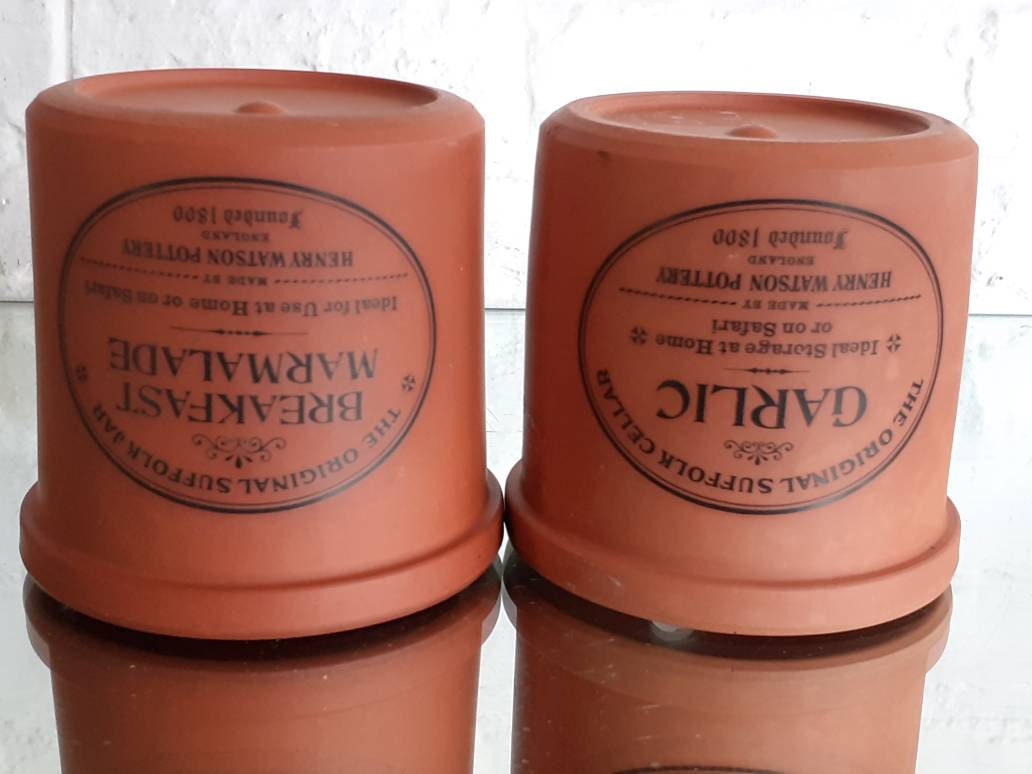 THE ORIGINAL SUFFOLK JAR
BREAKFAST
MARMALADE
Ideal for Use at Home or on Safari
MADE BY
HENRY WATSON POTTERY
ENGLAND
Founded 1800
THE ORIGINAL SUFFOLK CELLAR
GARLIC
Ideal Storage at Home
or on Safari
MADE BY
HENRY WATSON POTTERY
ENGLAND
Founded 1800